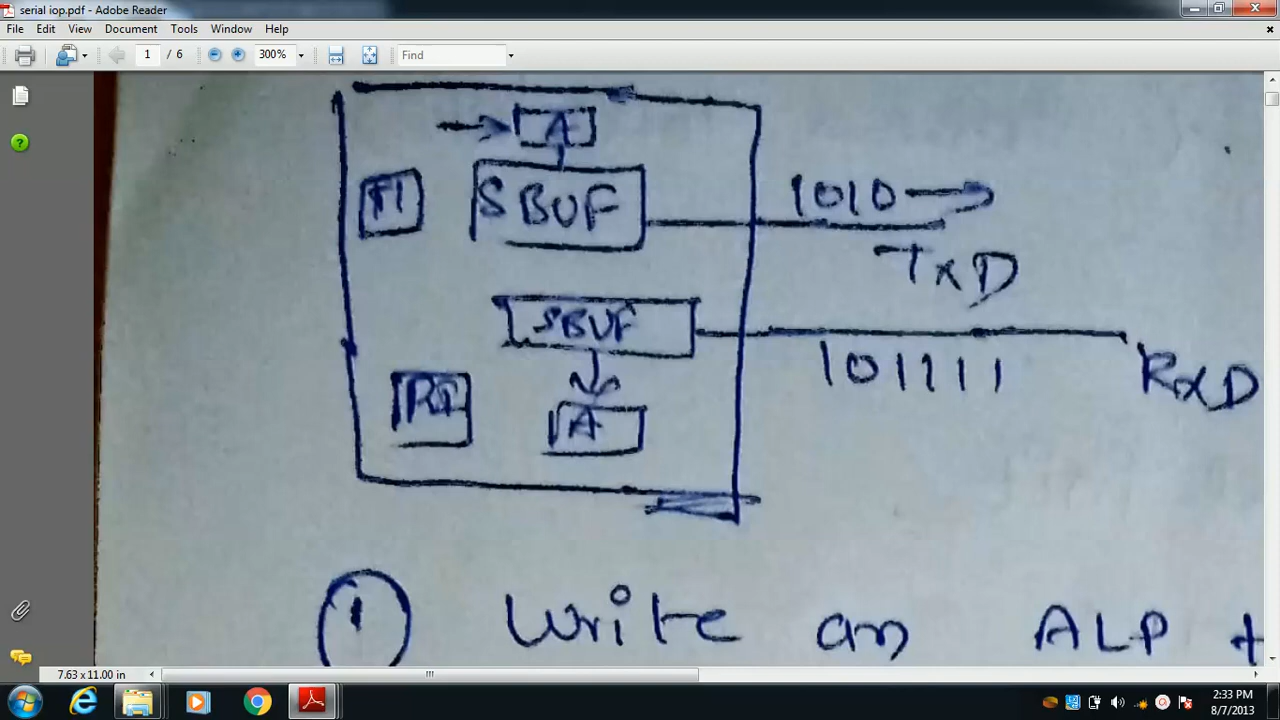 serial iop.pdf - Adobe Reader
File Edit View Document Tools Window Help
1 / 6 300% Find
A
TI SBUF 1010
TxD
SBUF
101111 RxD
RI A
1 Write an ALP
7.63 x 11.00 in
2:33 PM
8/7/2013